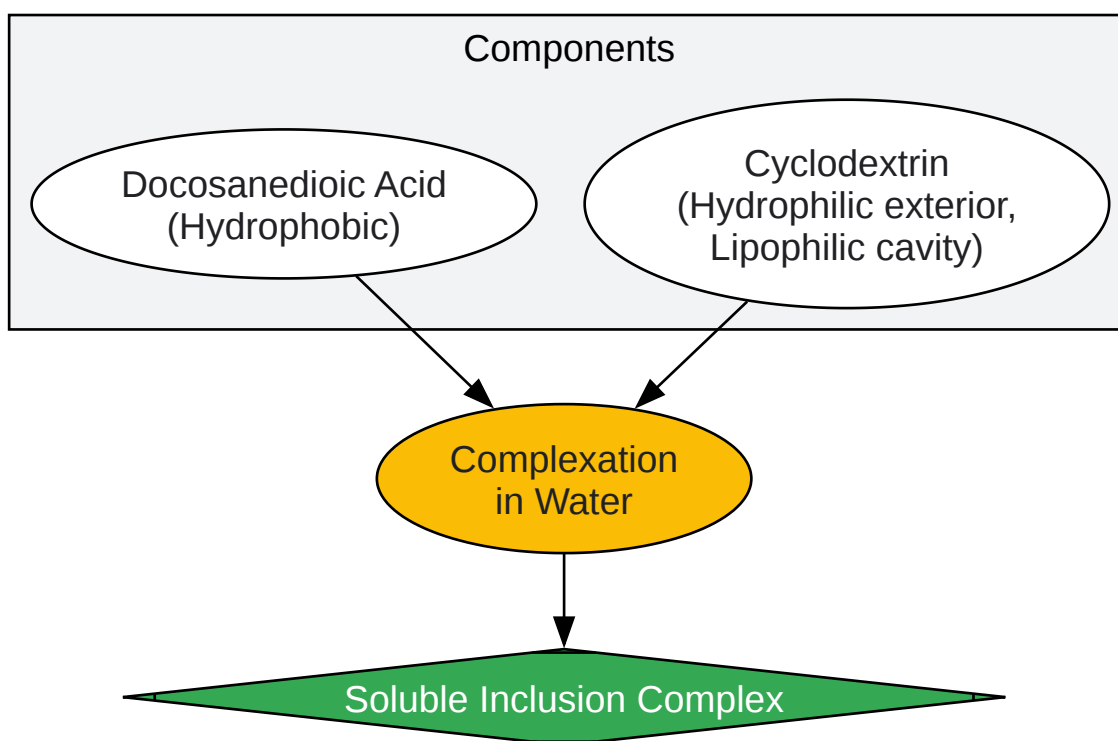 Components
Docosanedioic Acid
(Hydrophobic)
Cyclodextrin
(Hydrophilic exterior,
Lipophilic cavity)
Complexation
in Water
Soluble Inclusion Complex